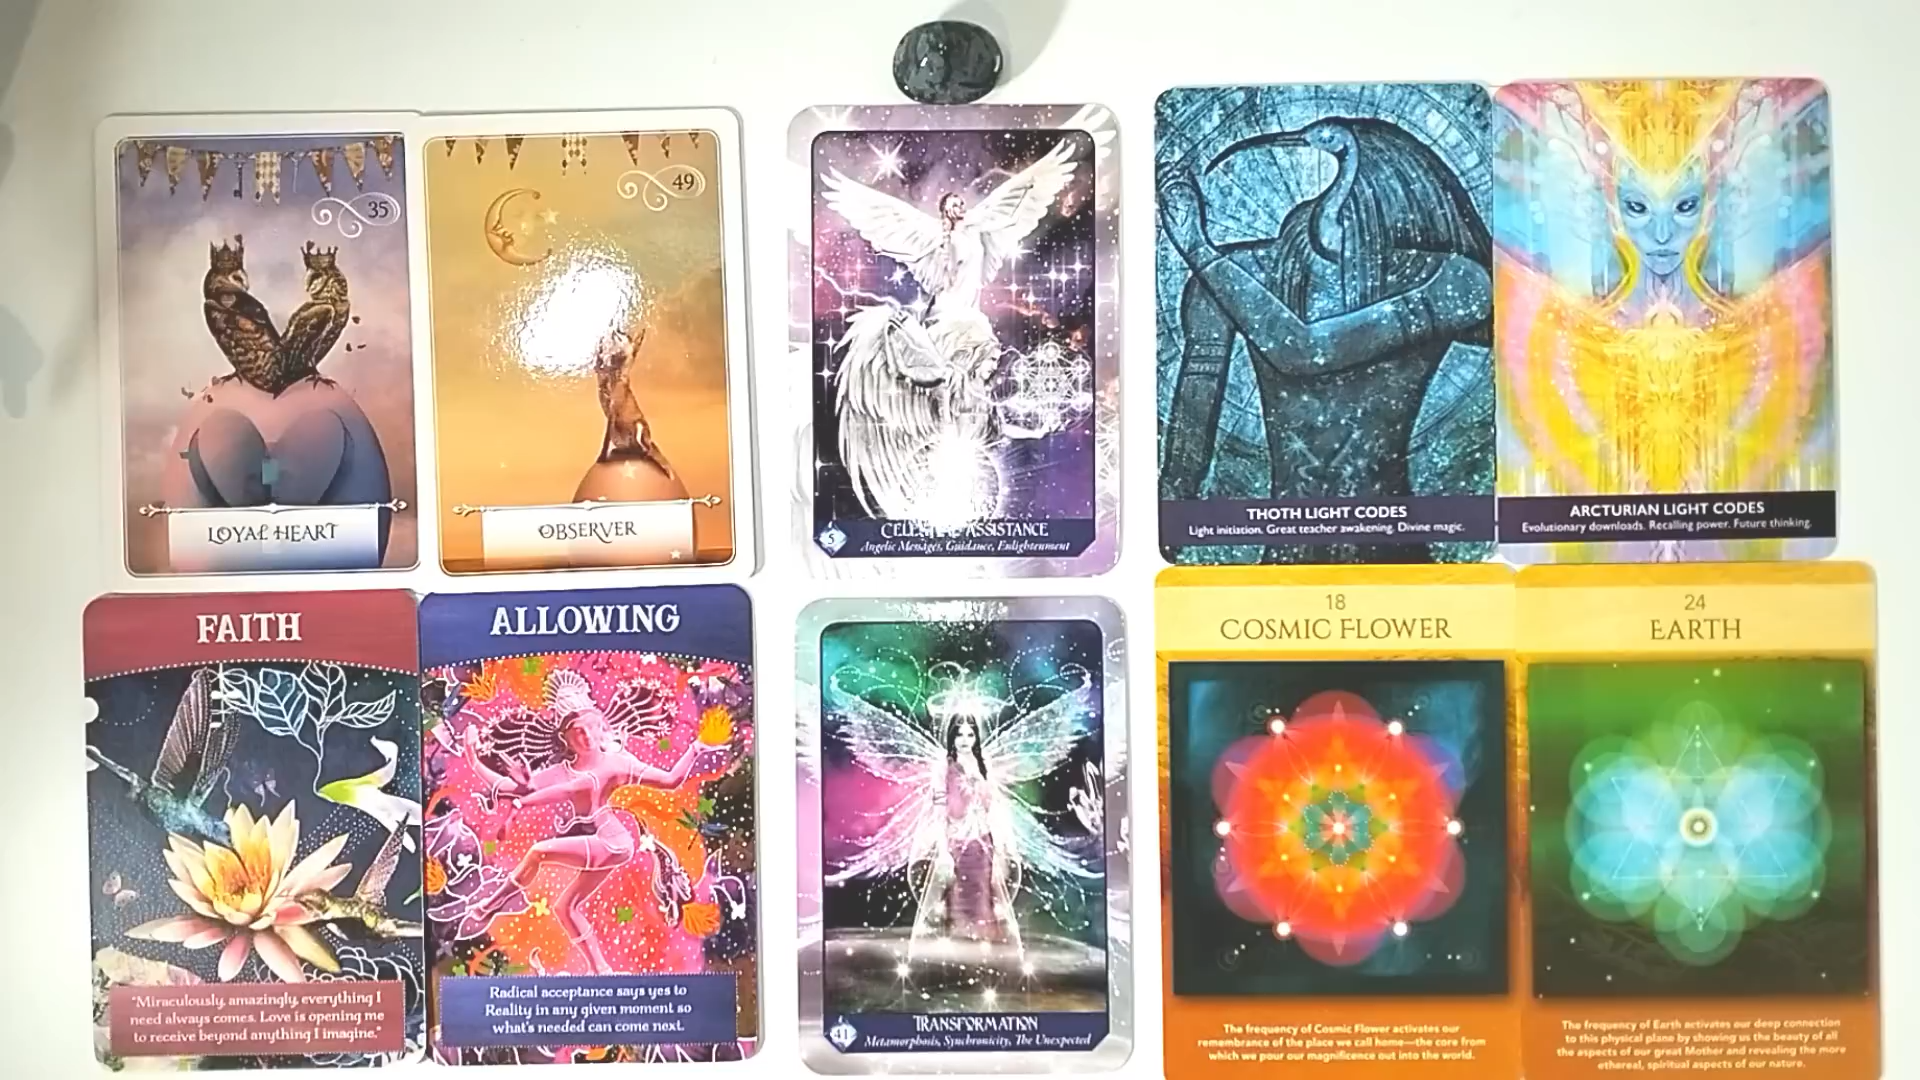 35
LOYAL HEART
49
OBSERVER
5
CELESTIAL ASSISTANCE
Angelic Messages, Guidance, Enlightenment
THOTH LIGHT CODES
Light initiation. Great teacher awakening. Divine magic.
ARCTURIAN LIGHT CODES
Evolutionary downloads. Recalling power. Future thinking.
FAITH
"Miraculously, amazingly, everything I
need always comes. Love is opening me
to receive beyond anything I imagine."
ALLOWING
Radical acceptance says yes to
Reality in any given moment so
what's needed can come next.
41
TRANSFORMATION
Metamorphosis, Synchronicity, The Unexpected
18
COSMIC FLOWER
The frequency of Cosmic Flower activates our
remembrance of the place we call home—the core from
which we pour our magnificence out into the world.
24
EARTH
The frequency of Earth activates our deep connection
to this physical plane by showing us the beauty of all
the aspects of our great Mother and revealing the more
ethereal, spiritual aspects of our nature.